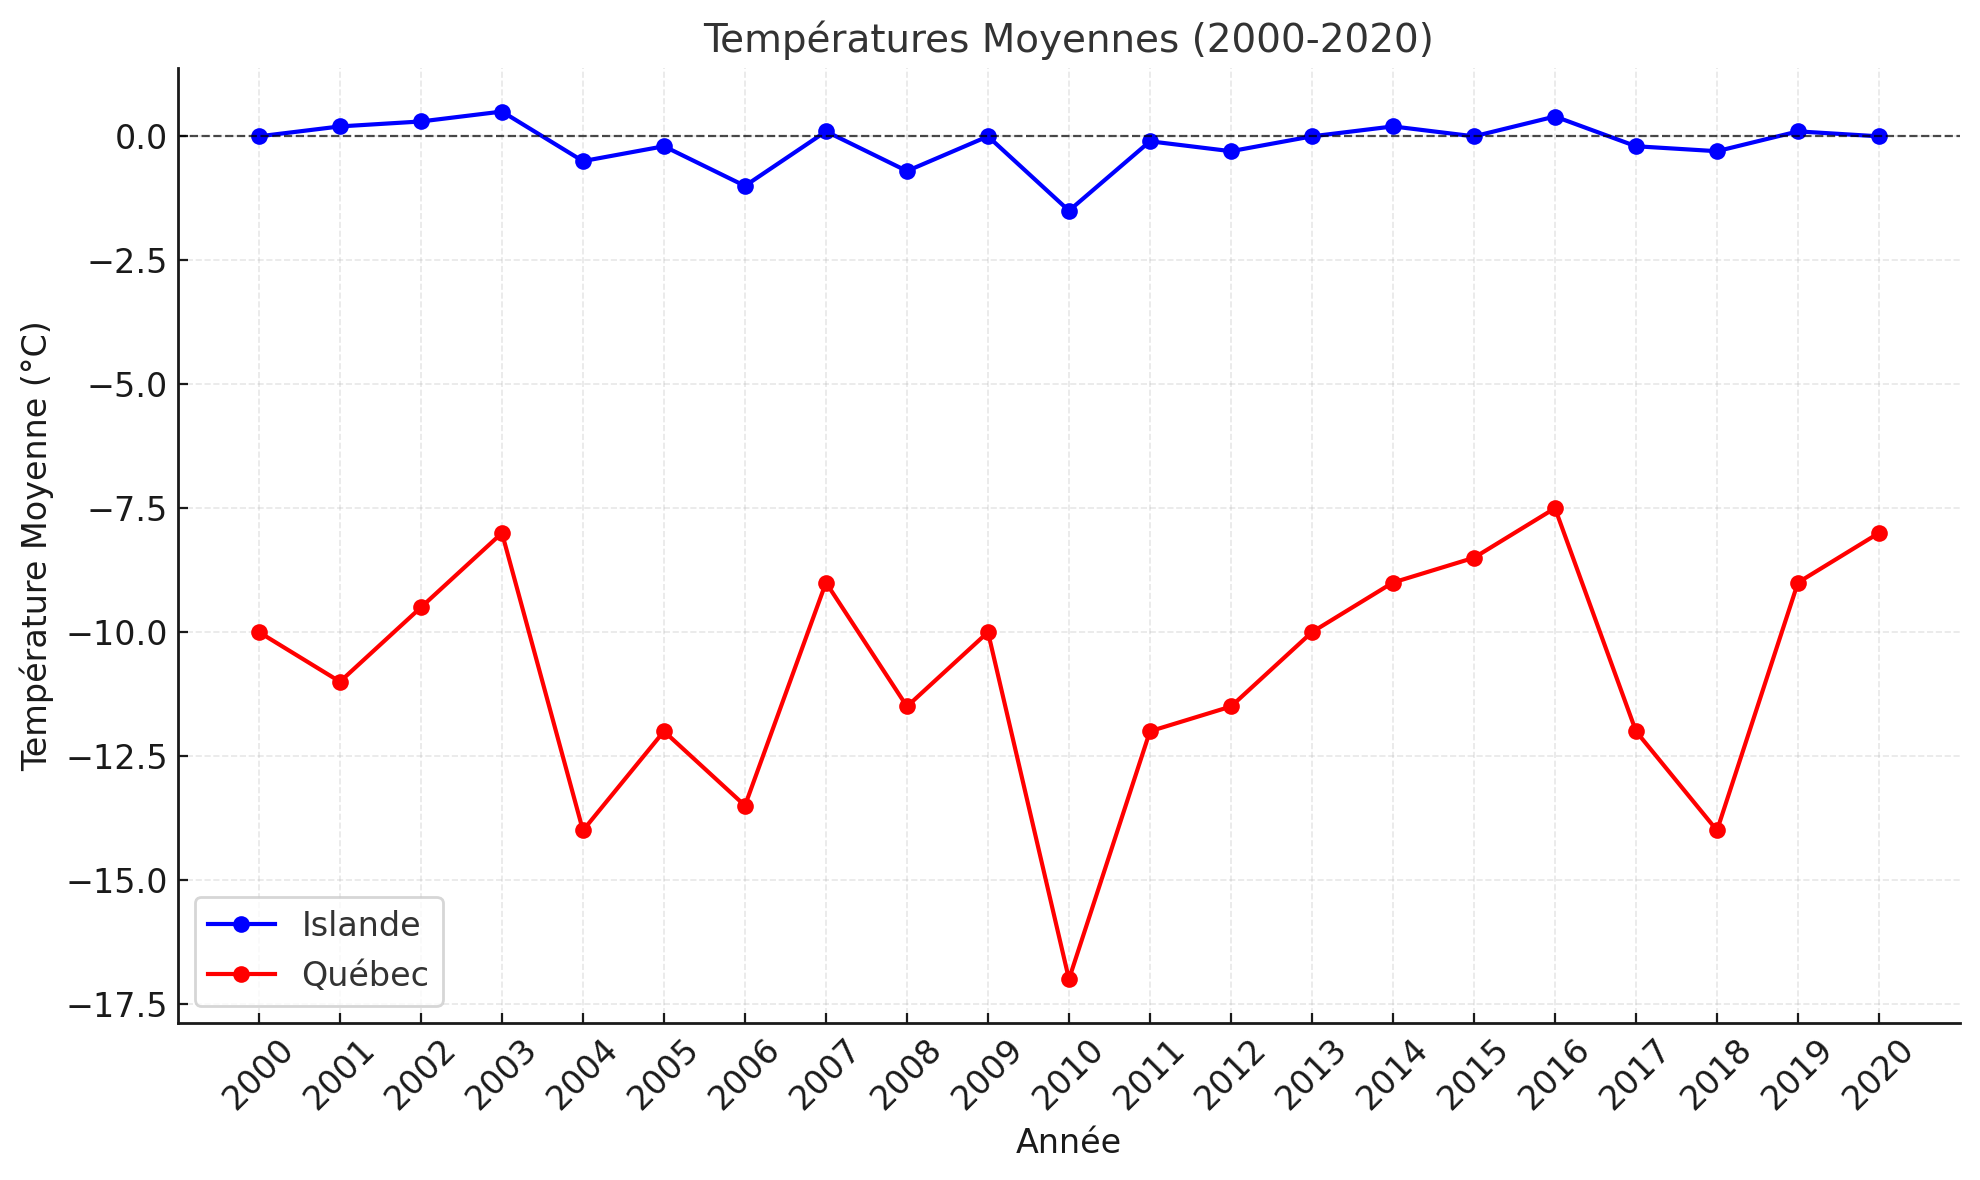 Températures Moyennes (2000-2020)
Température Moyenne (°C)
0.0
−2.5
−5.0
−7.5
−10.0
−12.5
−15.0
−17.5
Islande
Québec
2000 2001 2002 2003 2004 2005 2006 2007 2008 2009 2010 2011 2012 2013 2014 2015 2016 2017 2018 2019 2020
Année